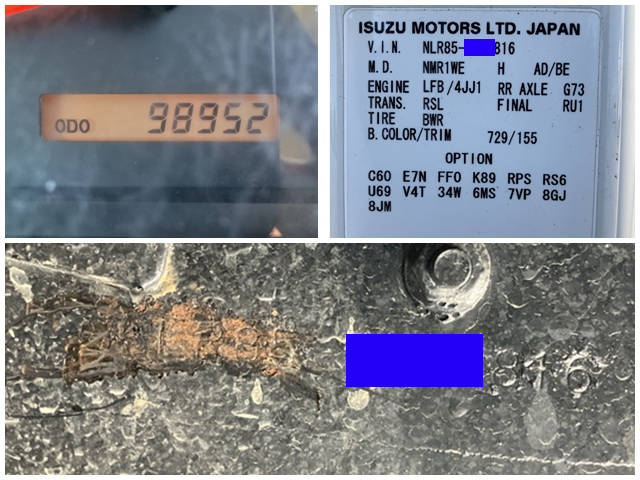 ODO 98952
ISUZU MOTORS LTD. JAPAN
V.I.N. NLR85- 816
M.D. NMR1WE H AD/BE
ENGINE LFB/4JJ1 RR AXLE G73
TRANS. RSL FINAL RU1
TIRE BWR
B.COLOR/TRIM 729/155
OPTION
C60 E7N FF0 K89 RPS RS6
U69 V4T 34W 6MS 7VP 8GJ
8JM
816